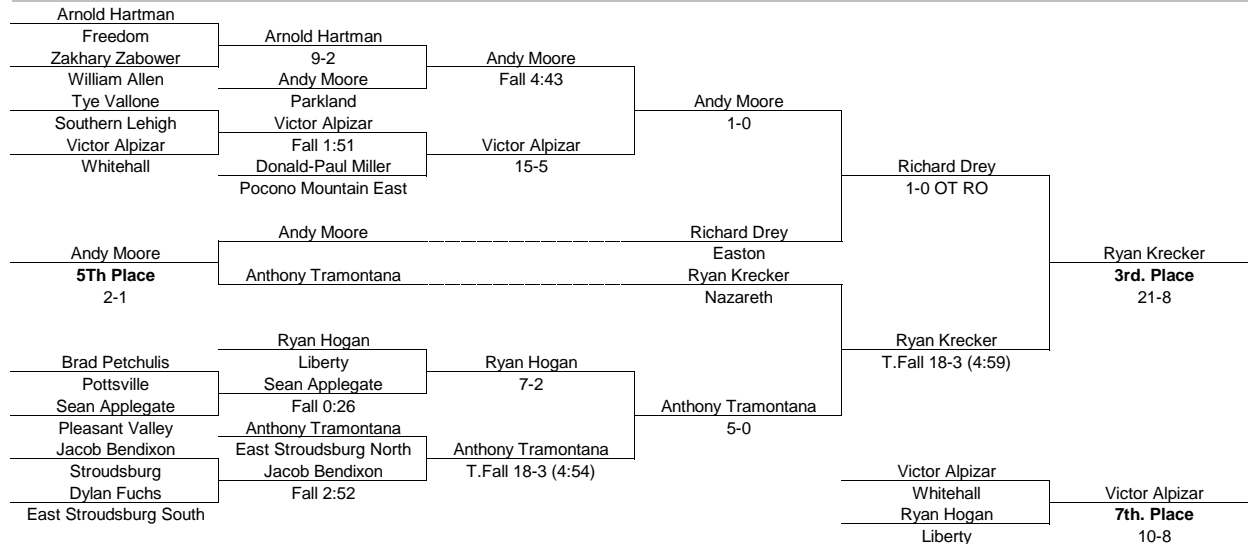 Arnold Hartman
Freedom
Arnold Hartman
Zakhary Zabower
9-2
Andy Moore
William Allen
Andy Moore
Fall 4:43
Tye Vallone
Parkland
Andy Moore
Southern Lehigh
Victor Alpizar
1-0
Victor Alpizar
Fall 1:51
Victor Alpizar
Whitehall
Donald-Paul Miller
15-5
Richard Drey
Pocono Mountain East
1-0 OT RO
Andy Moore
Richard Drey
Andy Moore
Easton
Ryan Krecker
5Th Place
Anthony Tramontana
Ryan Krecker
3rd. Place
2-1
Nazareth
21-8
Ryan Hogan
Ryan Krecker
Brad Petchulis
Liberty
Ryan Hogan
T.Fall 18-3 (4:59)
Pottsville
Sean Applegate
7-2
Sean Applegate
Fall 0:26
Anthony Tramontana
Pleasant Valley
Anthony Tramontana
5-0
Jacob Bendixon
East Stroudsburg North
Anthony Tramontana
Stroudsburg
Jacob Bendixon
T.Fall 18-3 (4:54)
Victor Alpizar
Dylan Fuchs
Fall 2:52
Whitehall
Victor Alpizar
East Stroudsburg South
Ryan Hogan
7th. Place
Liberty
10-8